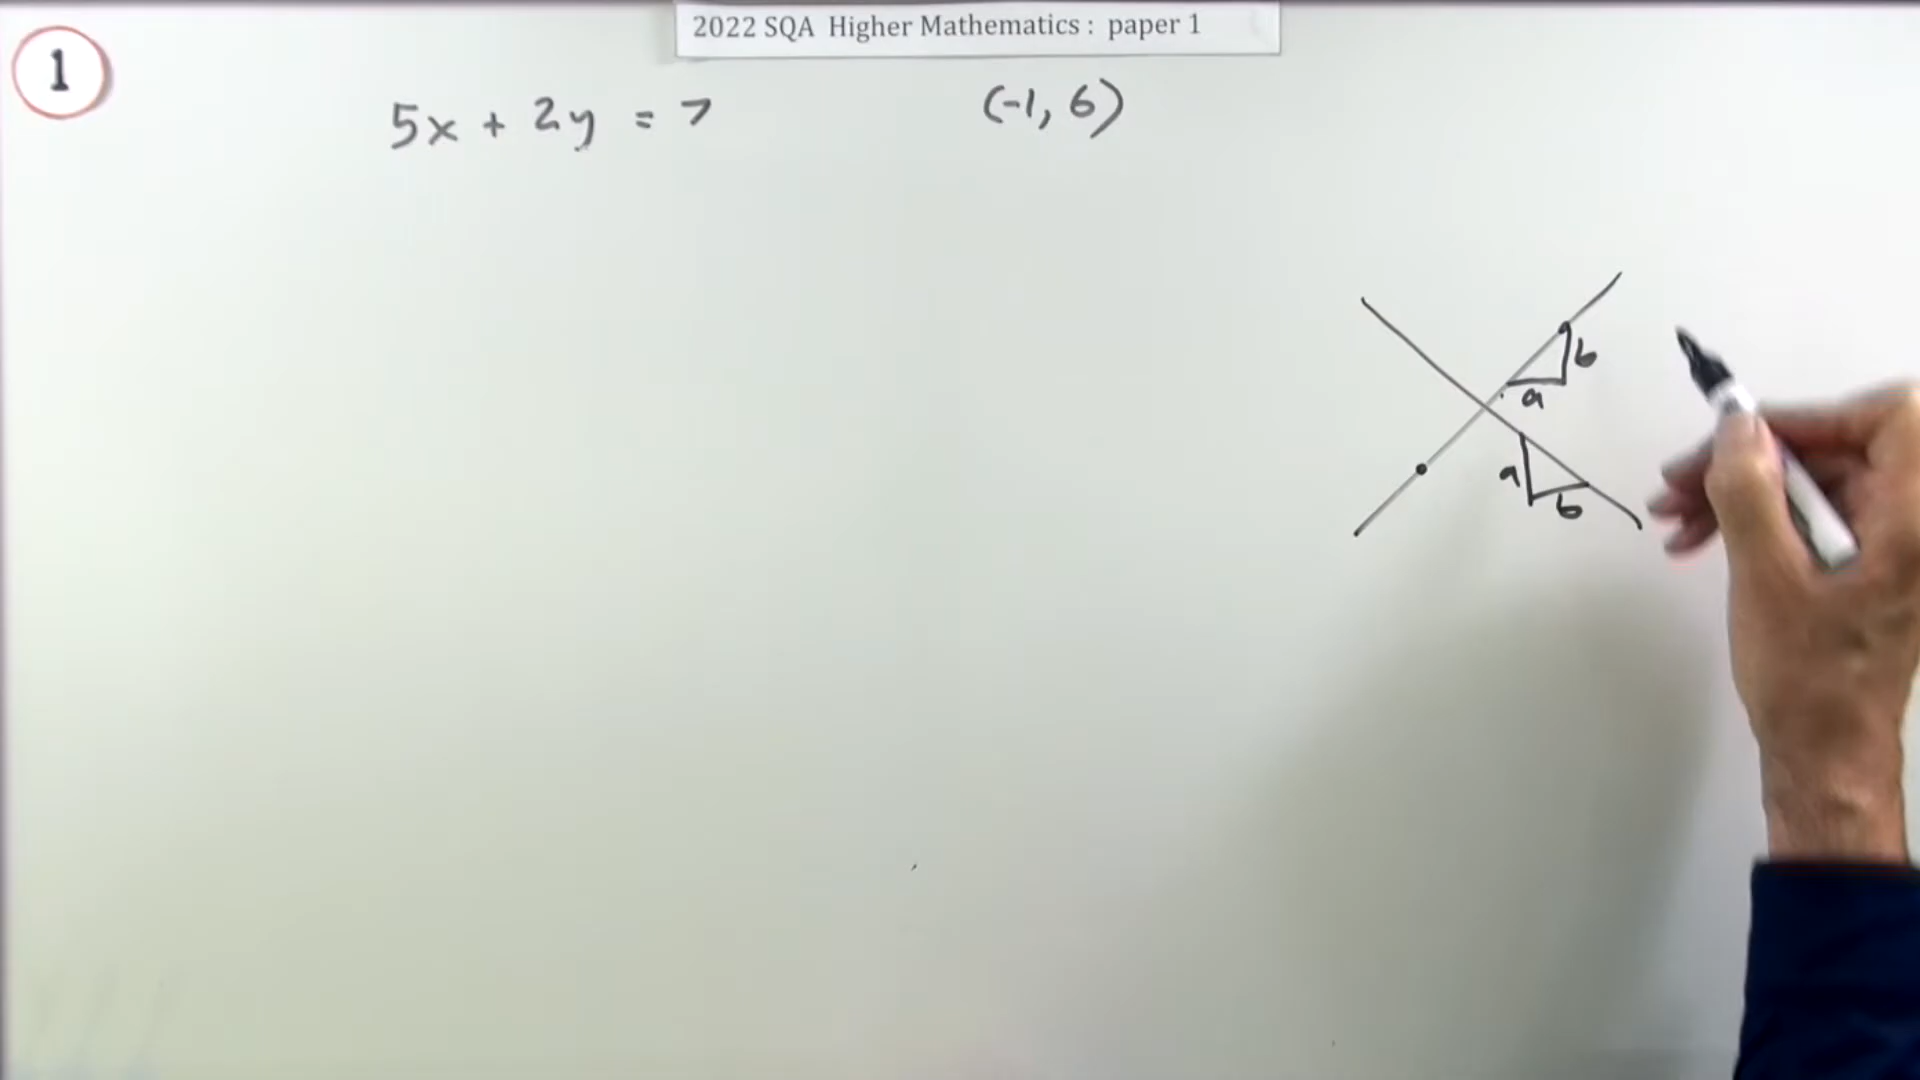 2022 SQA Higher Mathematics : paper 1
1
5x + 2y = 7
(-1, 6)
b
a
a
b